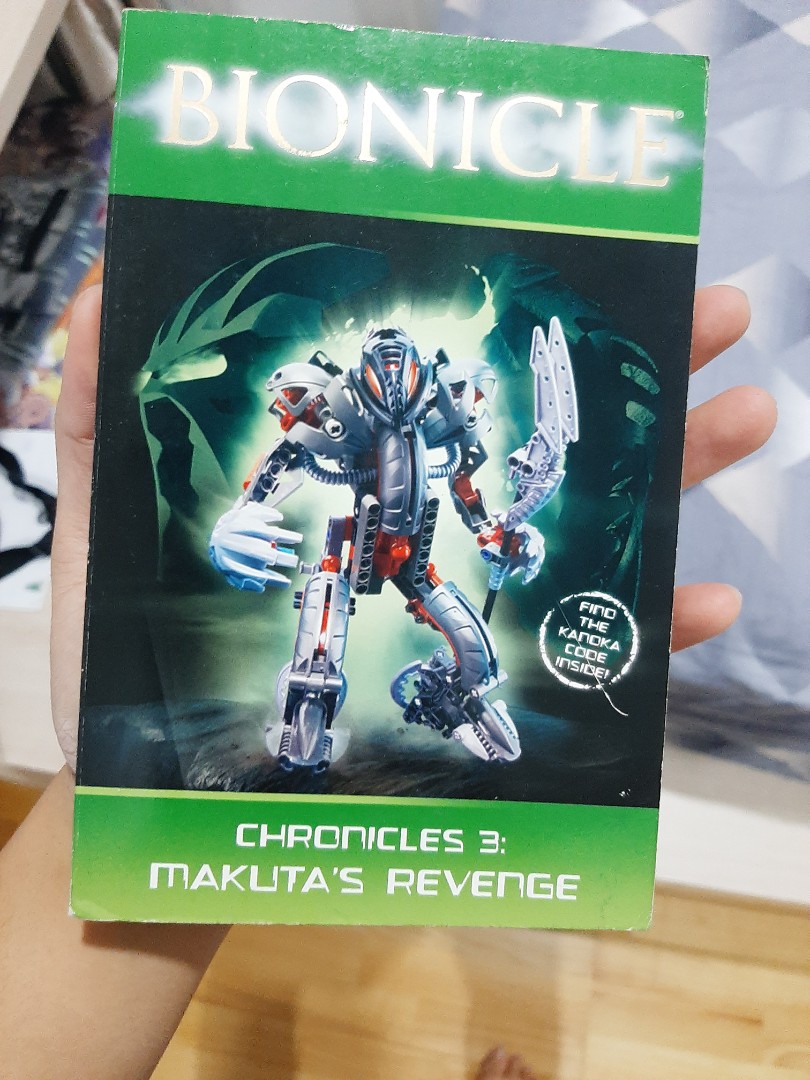 BIONICLE®
FIND
THE
KANOKA
CODE
INSIDE!
CHRONICLES 3:
MAKUTA'S REVENGE